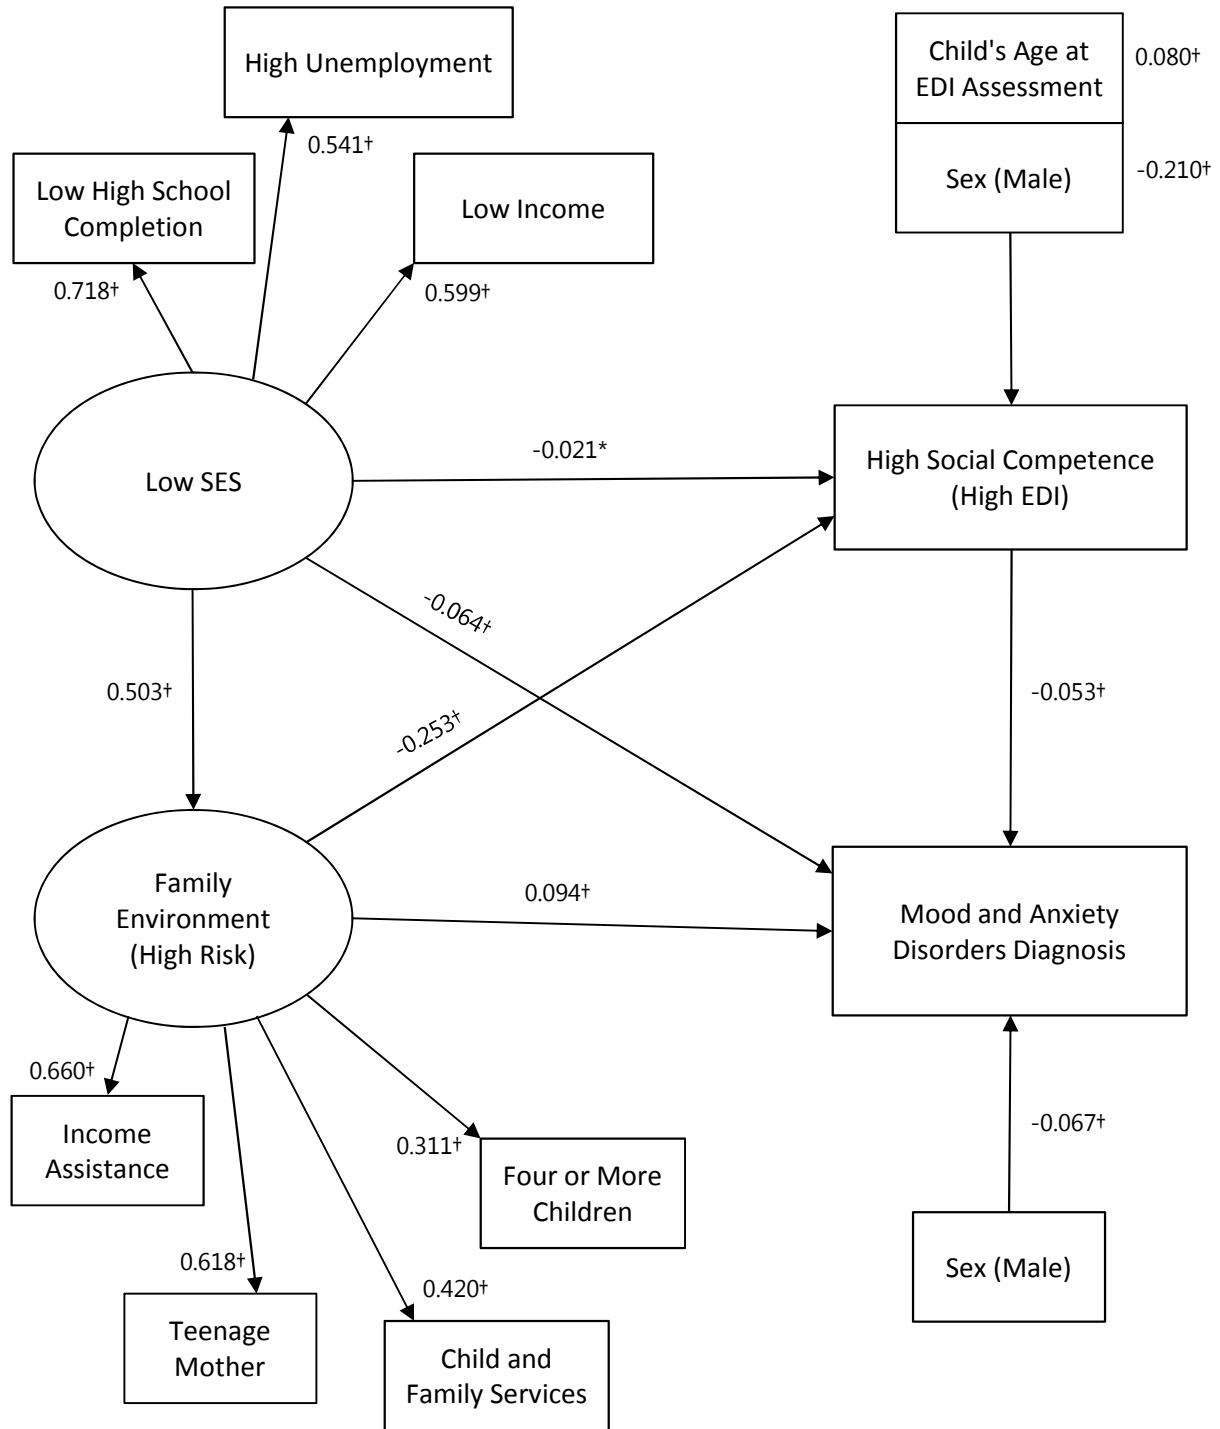 High Unemployment
Child's Age at
EDI Assessment
0.080†
0.541†
Low High School
Completion
Low Income
Sex (Male)
-0.210†
0.718†
0.599†
Low SES
-0.021*
High Social Competence
(High EDI)
-0.064†
0.503†
-0.253†
-0.053†
Family
Environment
(High Risk)
0.094†
Mood and Anxiety
Disorders Diagnosis
0.660†
Income
Assistance
0.311†
Four or More
Children
-0.067†
0.618†
0.420†
Sex (Male)
Teenage
Mother
Child and
Family Services